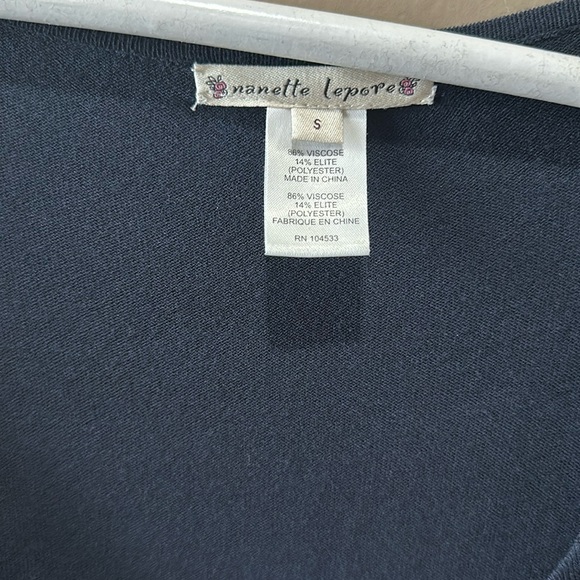 nanette lepore
S
86% VISCOSE
14% ELITE
(POLYESTER)
MADE IN CHINA
86% VISCOSE
14% ELITE
(POLYESTER)
FABRIQUE EN CHINE
RN 104533